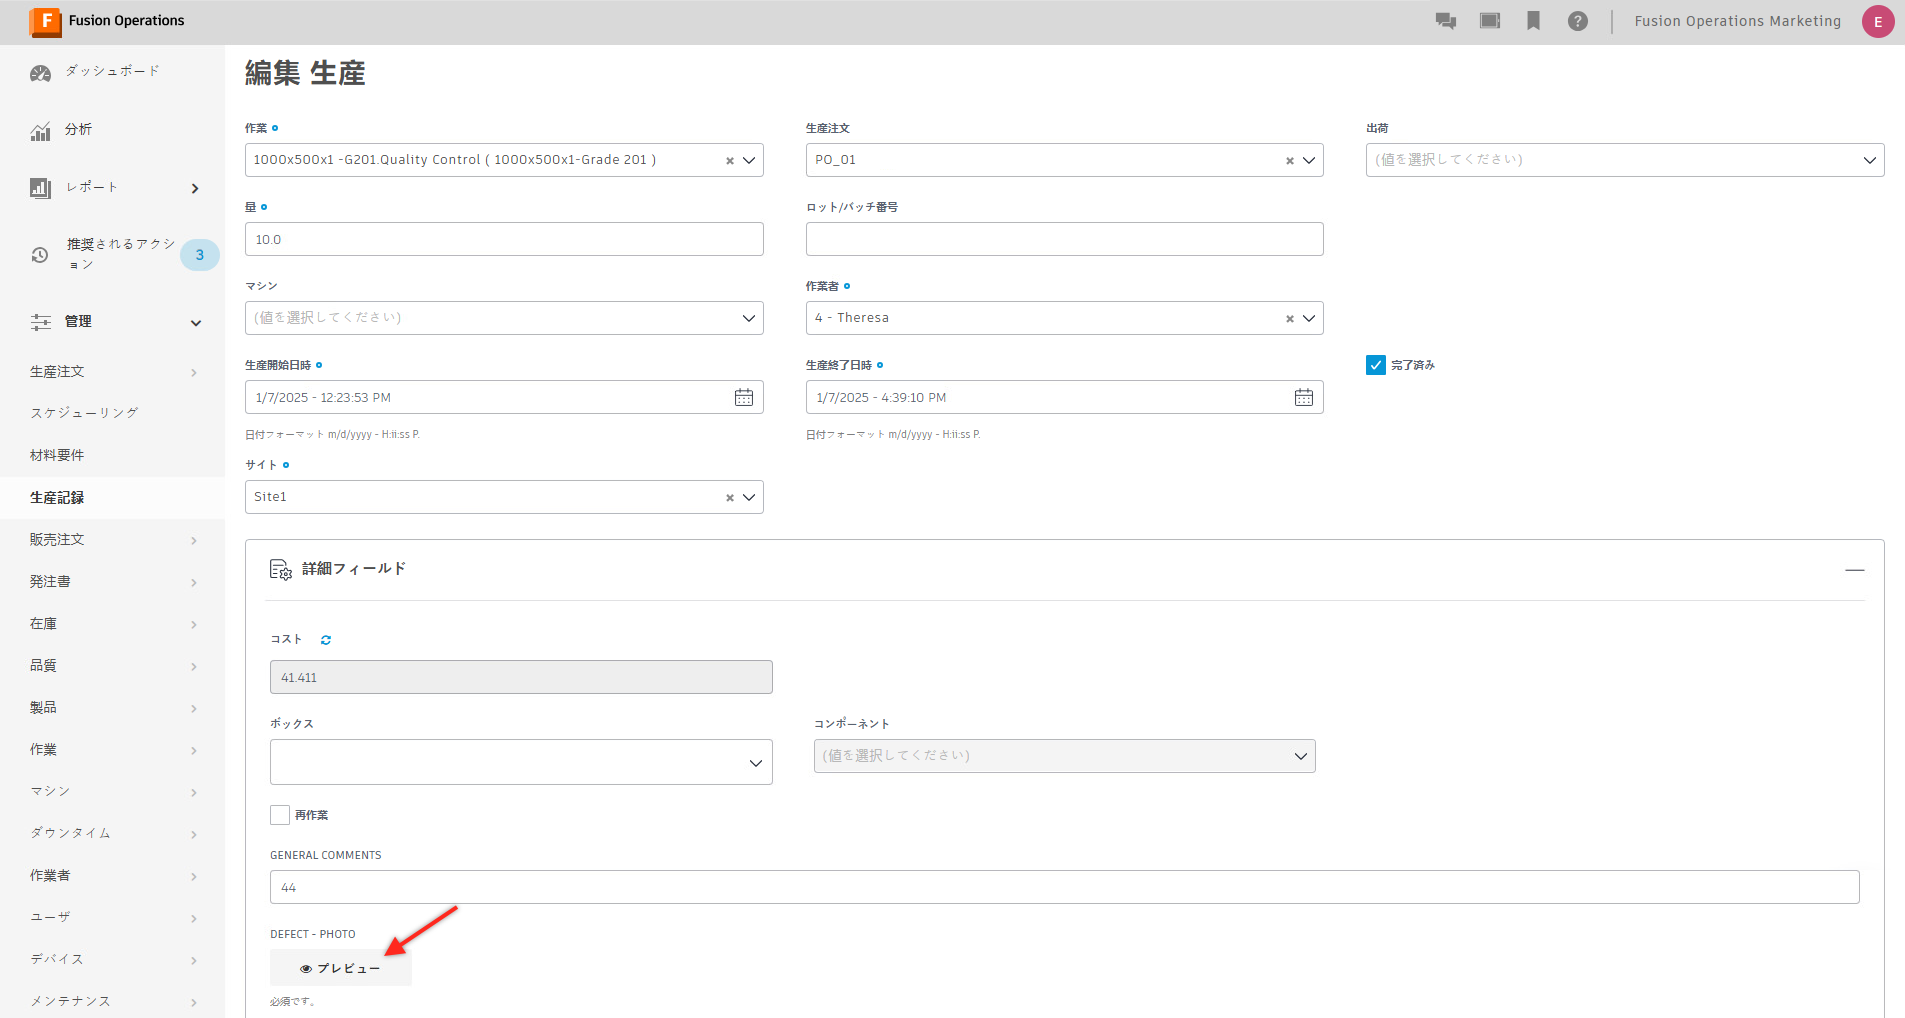 F Fusion Operations
Fusion Operations Marketing
E
ダッシュボード
分析
レポート
推奨されるアクシ
ョン
3
管理
生産注文
スケジューリング
材料要件
生産記録
販売注文
発注書
在庫
品質
製品
作業
マシン
ダウンタイム
作業者
ユーザ
デバイス
メンテナンス
編集 生産
作業
1000x500x1 -G201.Quality Control ( 1000x500x1-Grade 201 )
生産注文
PO_01
出荷
(値を選択してください)
量
10.0
ロット/バッチ番号
マシン
(値を選択してください)
作業者
4 - Theresa
生産開始日時
1/7/2025 - 12:23:53 PM
日付フォーマット m/d/yyyy - H:ii:ss P.
生産終了日時
1/7/2025 - 4:39:10 PM
日付フォーマット m/d/yyyy - H:ii:ss P.
完了済み
サイト
Site1
詳細フィールド
コスト
41.411
ボックス
コンポーネント
(値を選択してください)
再作業
GENERAL COMMENTS
44
DEFECT - PHOTO
プレビュー
必須です。